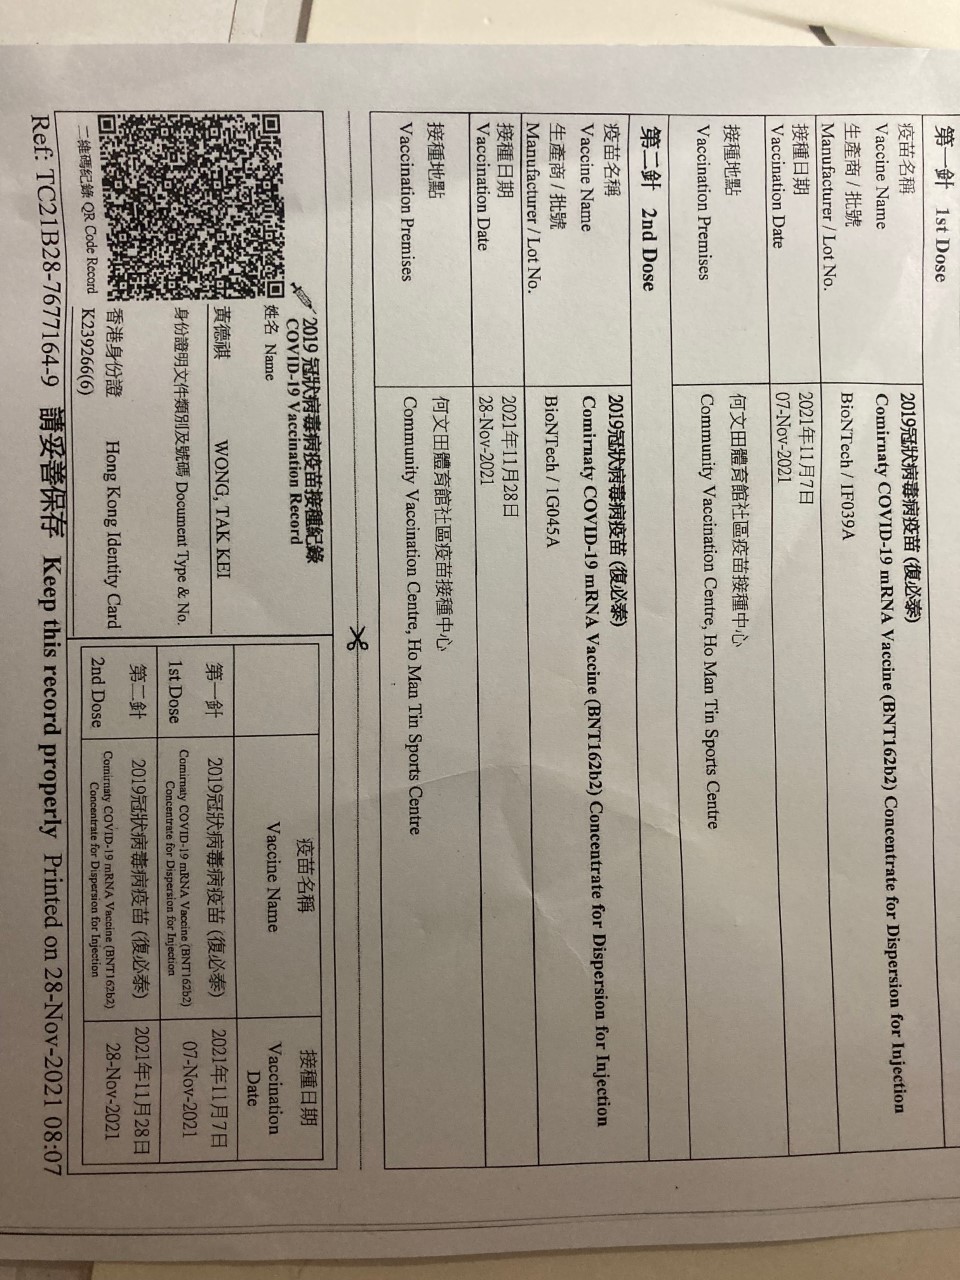 第一針 1st Dose
疫苗名稱
Vaccine Name
2019冠狀病毒病疫苗 (復必泰)
Comirnaty COVID-19 mRNA Vaccine (BNT162b2) Concentrate for Dispersion for Injection
生產商 / 批號
Manufacturer / Lot No.
BioNTech / 1F039A
接種日期
Vaccination Date
2021年11月7日
07-Nov-2021
接種地點
Vaccination Premises
何文田體育館社區疫苗接種中心
Community Vaccination Centre, Ho Man Tin Sports Centre
第二針 2nd Dose
疫苗名稱
Vaccine Name
2019冠狀病毒病疫苗 (復必泰)
Comirnaty COVID-19 mRNA Vaccine (BNT162b2) Concentrate for Dispersion for Injection
生產商 / 批號
Manufacturer / Lot No.
BioNTech / 1G045A
接種日期
Vaccination Date
2021年11月28日
28-Nov-2021
接種地點
Vaccination Premises
何文田體育館社區疫苗接種中心
Community Vaccination Centre, Ho Man Tin Sports Centre
2019 冠狀病毒病疫苗接種紀錄
COVID-19 Vaccination Record
姓名 Name
黃德祺 WONG, TAK KEI
身份證明文件類別及號碼 Document Type & No.
香港身份證 Hong Kong Identity Card
K239266(6)
二維碼紀錄 QR Code Record
疫苗名稱
Vaccine Name
接種日期
Vaccination
Date
第一針
1st Dose
2019冠狀病毒病疫苗 (復必泰)
Comirnaty COVID-19 mRNA Vaccine (BNT162b2)
Concentrate for Dispersion for Injection
2021年11月7日
07-Nov-2021
第二針
2nd Dose
2019冠狀病毒病疫苗 (復必泰)
Comirnaty COVID-19 mRNA Vaccine (BNT162b2)
Concentrate for Dispersion for Injection
2021年11月28日
28-Nov-2021
Ref: TC21B28-7677164-9 請妥善保存 Keep this record properly Printed on 28-Nov-2021 08:07